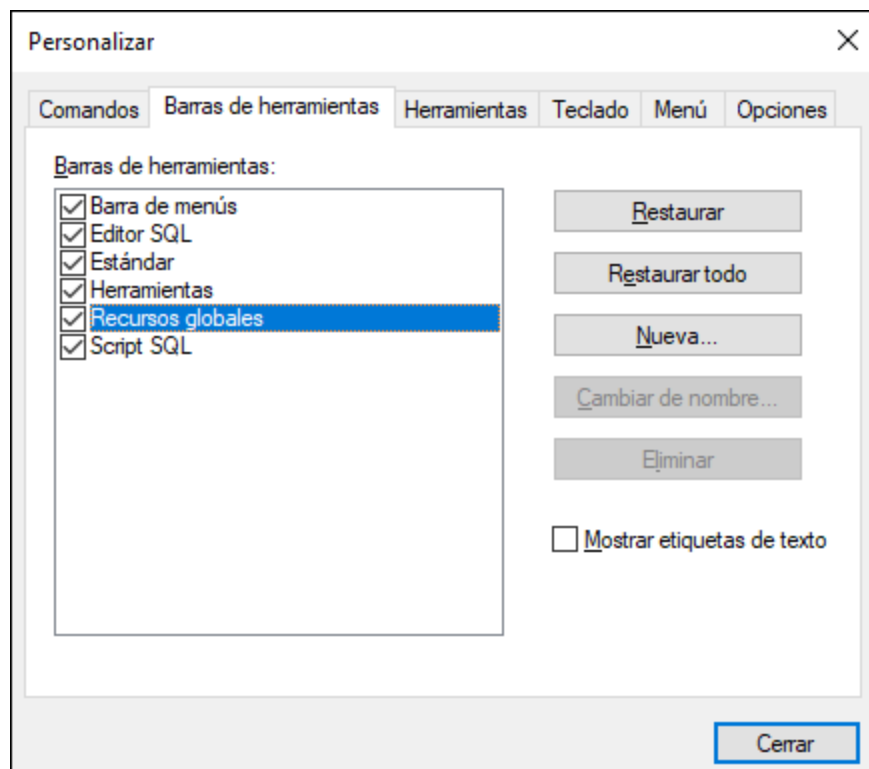 Personalizar
Comandos Barras de herramientas Herramientas Teclado Menú Opciones
Barras de herramientas:
Barra de menús
Editor SQL
Estándar
Herramientas
Recursos globales
Script SQL
Restaurar
Restaurar todo
Nueva...
Cambiar de nombre...
Eliminar
Mostrar etiquetas de texto
Cerrar